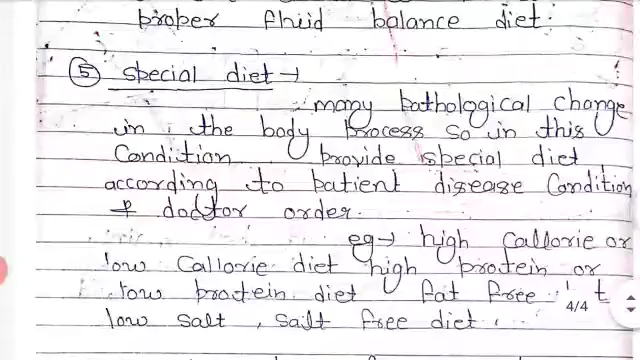 proper fluid balance diet.
⑤ special diet →
many pathological change
in the body process so in this
Condition provide special diet
according to patient disease Condition
+ doctor order.
eg → high Callorie or
low Callorie diet high protein or
low protein diet fat free
4/4
low salt, sailt free diet.